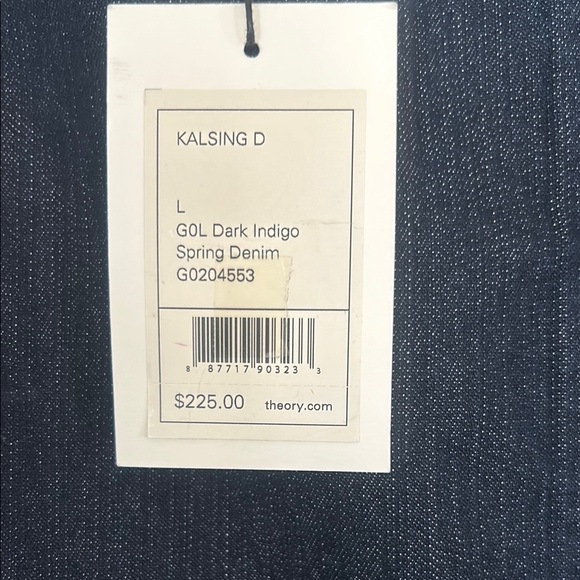 KALSING D
L
G0L Dark Indigo
Spring Denim
G0204553
8 87717 90323 3
$225.00 theory.com